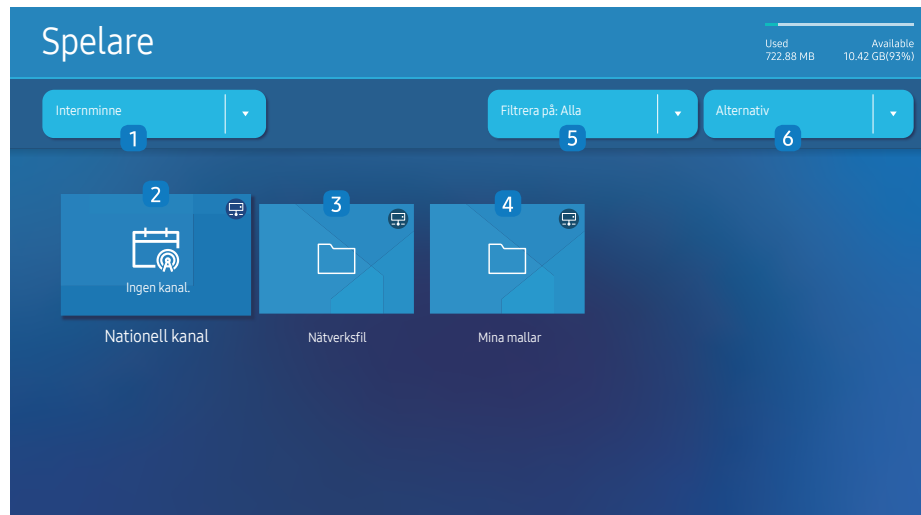 Spelare
Used Available
722.88 MB 10.42 GB(93%)
Internminne
Filtrera på: Alla
Alternativ
1
5
6
2
3
4
Ingen kanal.
Nationell kanal
Nätverksfil
Mina mallar